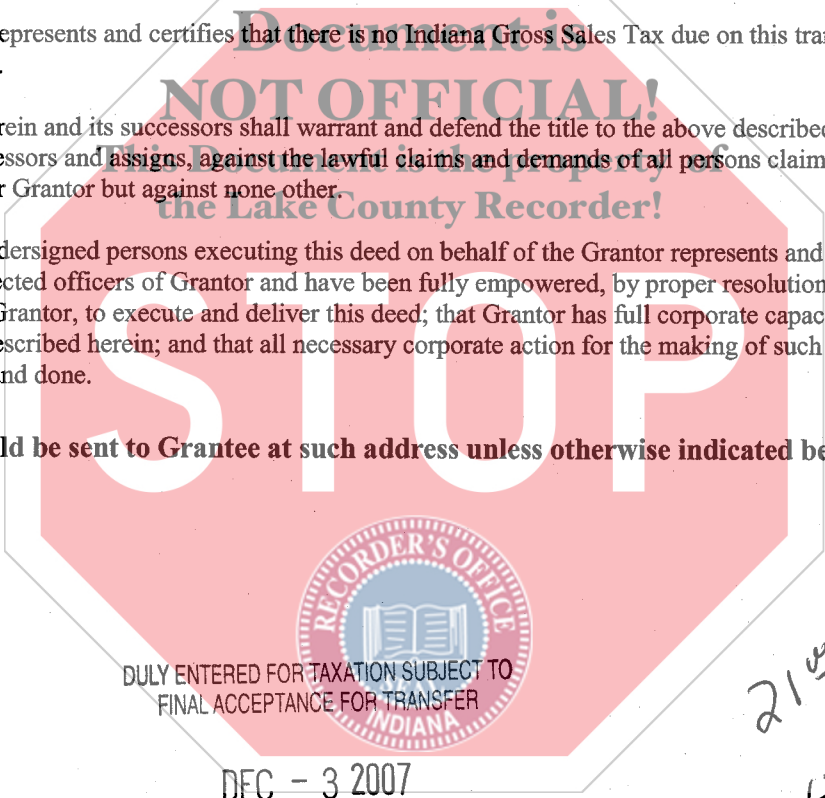 Document is
epresents and certifies that there is no Indiana Gross Sales Tax due on this tra
.
NOT OFFICIAL!
rein and its successors shall warrant and defend the title to the above describe
This Document is the property of
essors and assigns, against the lawful claims and demands of all persons claim
r Grantor but against none other.
the Lake County Recorder!
dersigned persons executing this deed on behalf of the Grantor represents and
cted officers of Grantor and have been fully empowered, by proper resolution
Grantor, to execute and deliver this deed; that Grantor has full corporate capac
escribed herein; and that all necessary corporate action for the making of such
nd done.
STOP
ld be sent to Grantee at such address unless otherwise indicated be
RECORDER'S OFFICE
SEAL
INDIANA
DULY ENTERED FOR TAXATION SUBJECT TO
FINAL ACCEPTANCE FOR TRANSFER
21
DEC - 3 2007